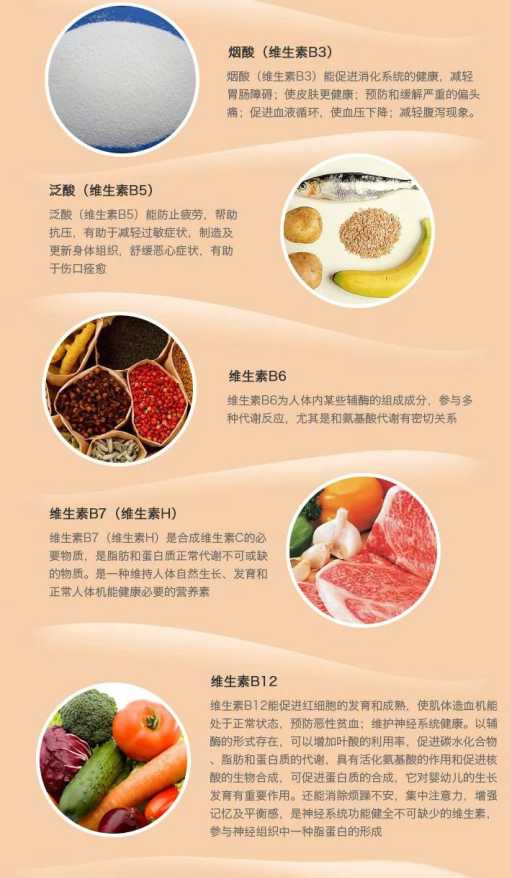 烟酸（维生素B3）
烟酸（维生素B3）能促进消化系统的健康，减轻
胃肠障碍；使皮肤更健康；预防和缓解严重的偏头
痛；促进血液循环，使血压下降；减轻腹泻现象。
泛酸（维生素B5）
泛酸（维生素B5）能防止疲劳，帮助
抗压，有助于减轻过敏症状，制造及
更新身体组织，舒缓恶心症状，有助
于伤口痊愈
维生素B6
维生素B6为人体内某些辅酶的组成成分，参与多
种代谢反应，尤其是和氨基酸代谢有密切关系
维生素B7（维生素H）
维生素B7（维生素H）是合成维生素C的必
要物质，是脂肪和蛋白质正常代谢不可或缺
的物质。是一种维持人体自然生长、发育和
正常人体机能健康必要的营养素
维生素B12
维生素B12能促进红细胞的发育和成熟，使肌体造血机能
处于正常状态，预防恶性贫血；维护神经系统健康。以辅
酶的形式存在，可以增加叶酸的利用率，促进碳水化合物
、脂肪和蛋白质的代谢，具有活化氨基酸的作用和促进核
酸的生物合成，可促进蛋白质的合成，它对婴幼儿的生长
发育有重要作用。还能消除烦躁不安，集中注意力，增强
记忆及平衡感，是神经系统功能健全不可缺少的维生素，
参与神经组织中一种脂蛋白的形成